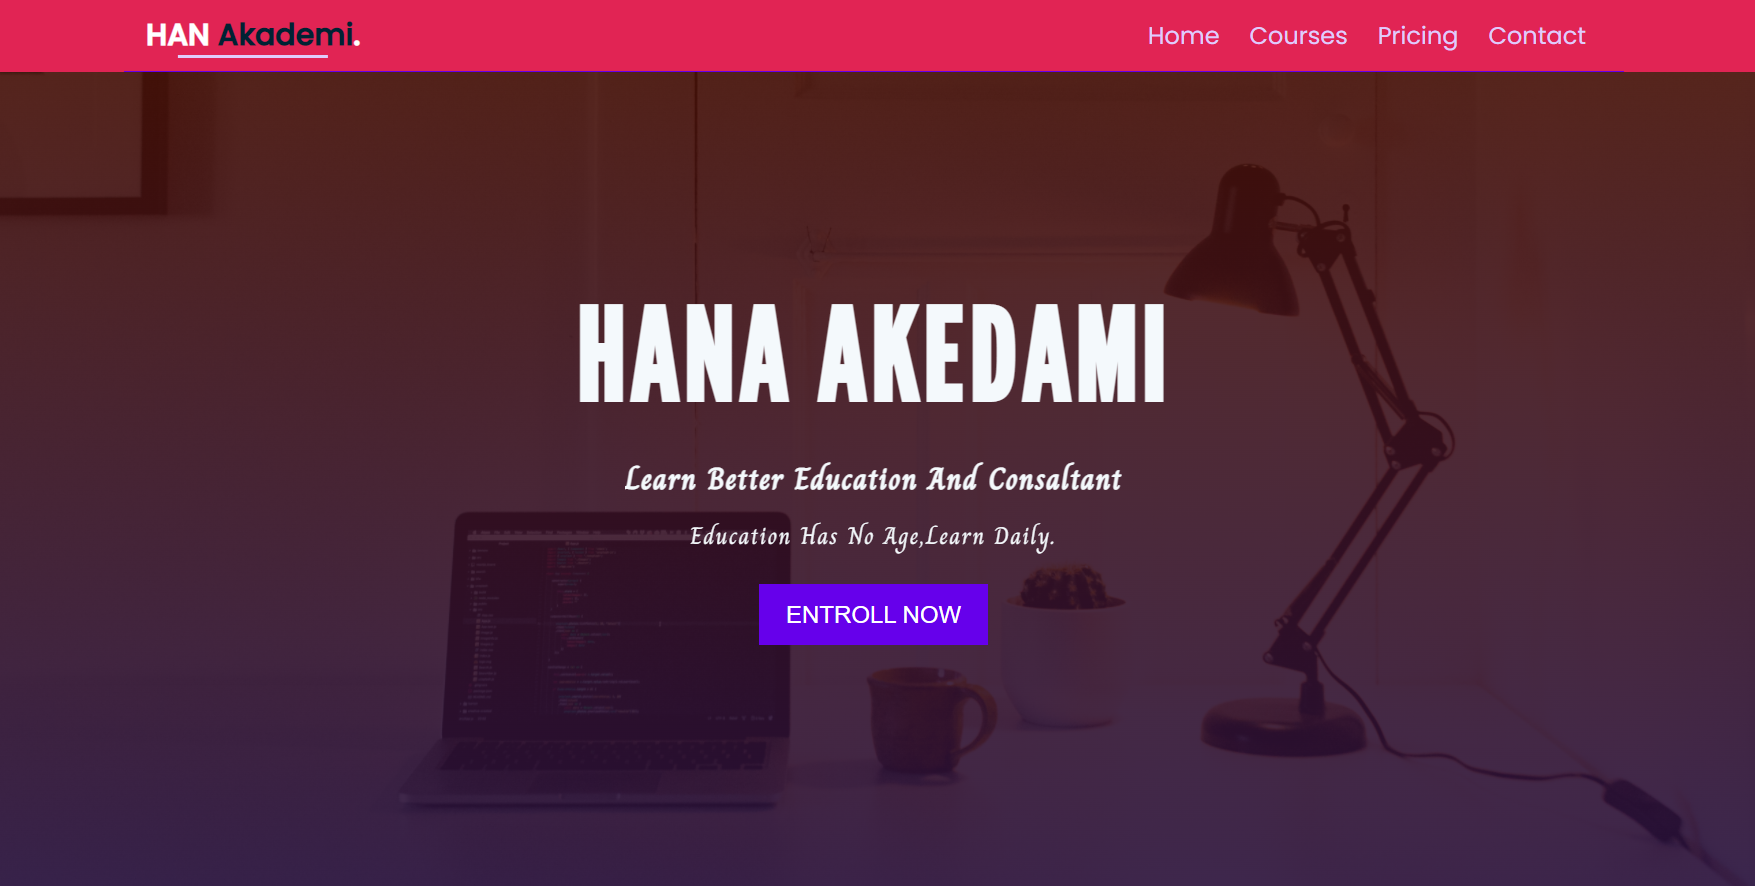 HAN Akademi.
Home Courses Pricing Contact
HANA AKEDAMI
Learn Better Education And Consaltant
Education Has No Age,Learn Daily.
ENTROLL NOW